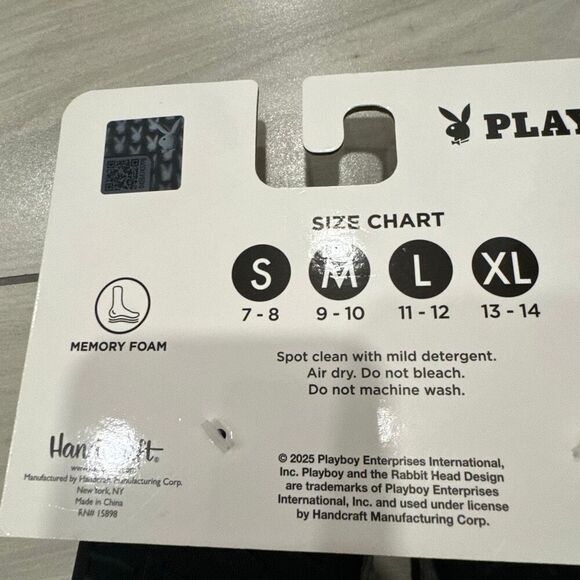 PLAY
SIZE CHART
S M L XL
7 - 8 9 - 10 11 - 12 13 - 14
MEMORY FOAM
Spot clean with mild detergent.
Air dry. Do not bleach.
Do not machine wash.
Handcraft®
Manufactured by Handcraft Manufacturing Corp.
New York, NY
Made in China
RN# 15898
© 2025 Playboy Enterprises International,
Inc. Playboy and the Rabbit Head Design
are trademarks of Playboy Enterprises
International, Inc. and used under license
by Handcraft Manufacturing Corp.